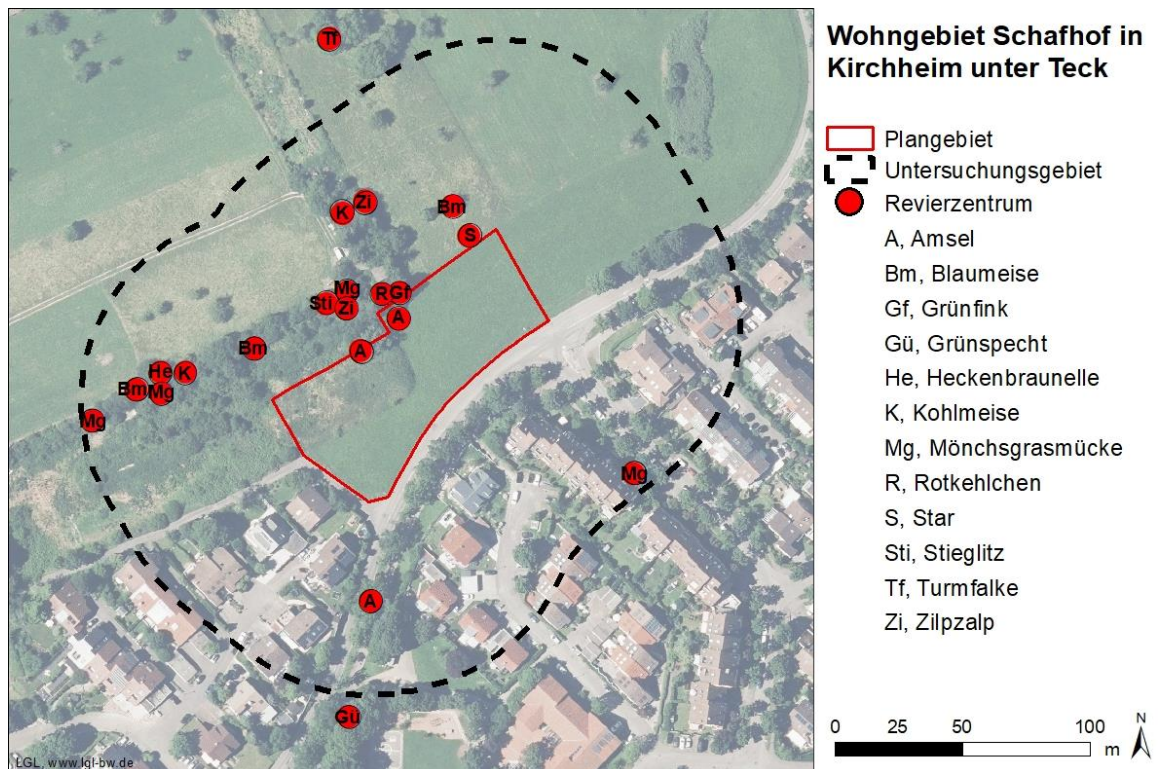 Wohngebiet Schafhof in
Kirchheim unter Teck
Plangebiet
Untersuchungsgebiet
Revierzentrum
A, Amsel
Bm, Blaumeise
Gf, Grünfink
Gü, Grünspecht
He, Heckenbraunelle
K, Kohlmeise
Mg, Mönchsgrasmücke
R, Rotkehlchen
S, Star
Sti, Stieglitz
Tf, Turmfalke
Zi, Zilpzalp
0 25 50 100
m
N
Tf
Zi
K
Bm
S
Mg
R
Gf
Sti
Zi
A
A
Bm
He
K
Bm
Mg
Mg
Mg
A
Gü
LGL, www.lgl-bw.de